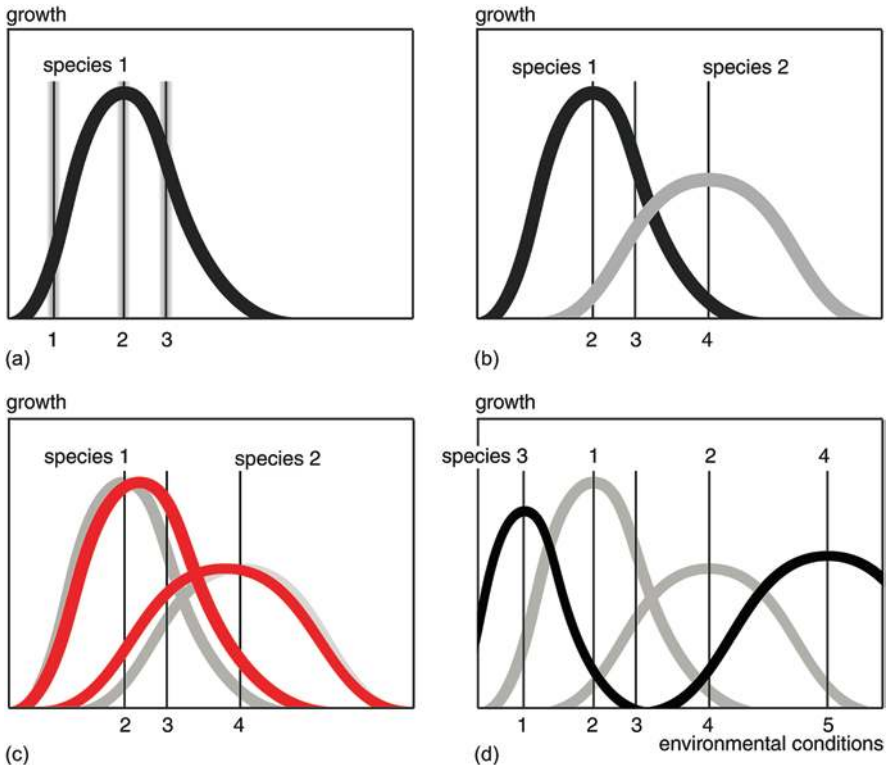 growth
species 1
1 2 3
(a)
growth
species 1 species 2
2 3 4
(b)
growth
species 1 species 2
2 3 4
(c)
growth
species 3 1 2 4
1 2 3 4 5
environmental conditions
(d)